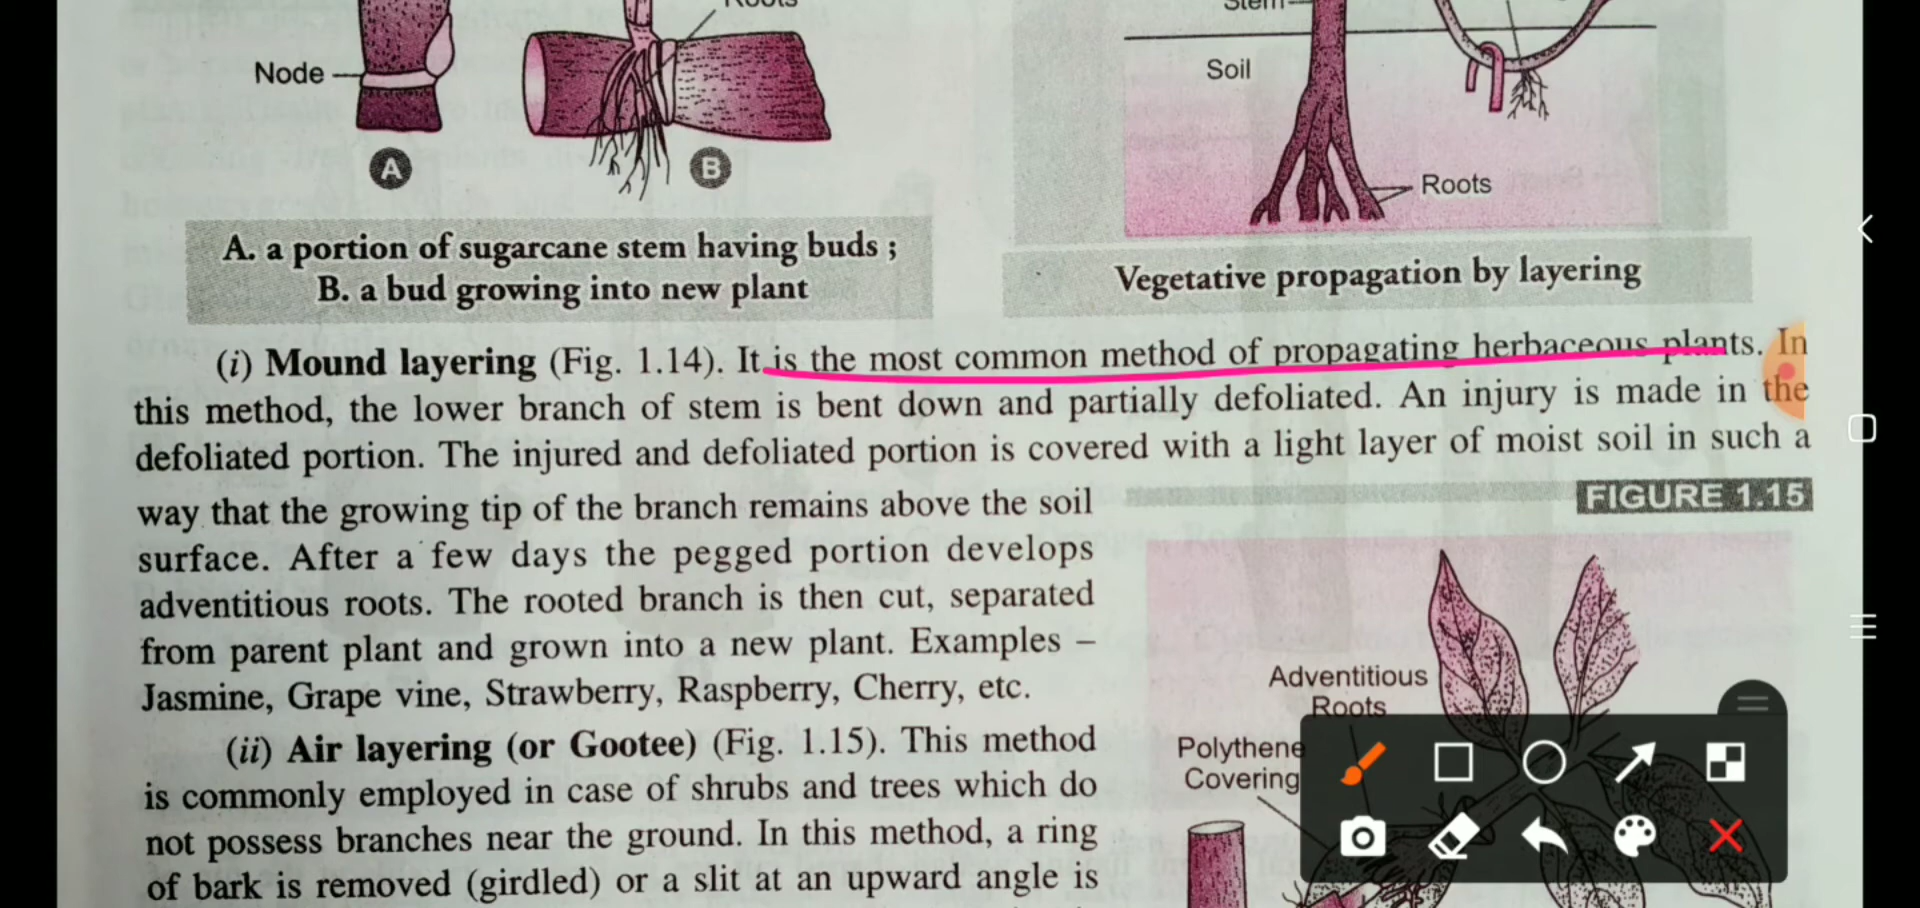 Roots
Node
A
B
A. a portion of sugarcane stem having buds ;
B. a bud growing into new plant
Stem
Soil
Roots
Vegetative propagation by layering
(i) Mound layering (Fig. 1.14). It is the most common method of propagating herbaceous plants. In
this method, the lower branch of stem is bent down and partially defoliated. An injury is made in the
defoliated portion. The injured and defoliated portion is covered with a light layer of moist soil in such a
way that the growing tip of the branch remains above the soil
surface. After a few days the pegged portion develops
adventitious roots. The rooted branch is then cut, separated
from parent plant and grown into a new plant. Examples –
Jasmine, Grape vine, Strawberry, Raspberry, Cherry, etc.
(ii) Air layering (or Gootee) (Fig. 1.15). This method
is commonly employed in case of shrubs and trees which do
not possess branches near the ground. In this method, a ring
of bark is removed (girdled) or a slit at an upward angle is
FIGURE 1.15
Adventitious
Roots
Polythene
Covering